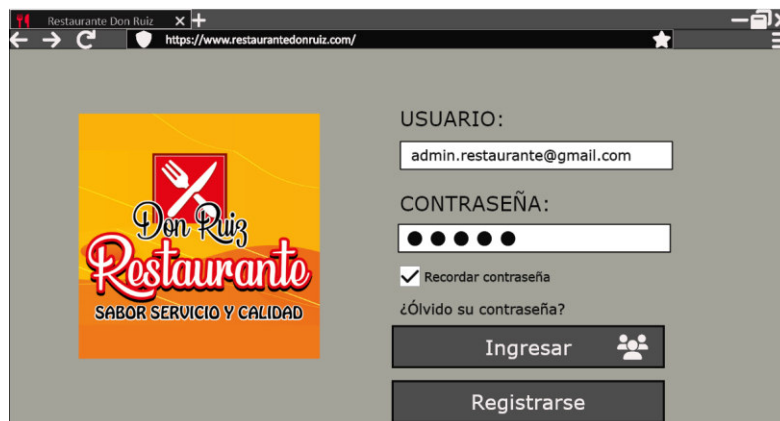 Restaurante Don Ruiz
https://www.restaurantedonruiz.com/
Don Ruiz
Restaurante
SABOR SERVICIO Y CALIDAD
USUARIO:
admin.restaurante@gmail.com
CONTRASEÑA:
Recordar contraseña
¿Ólvido su contraseña?
Ingresar
Registrarse